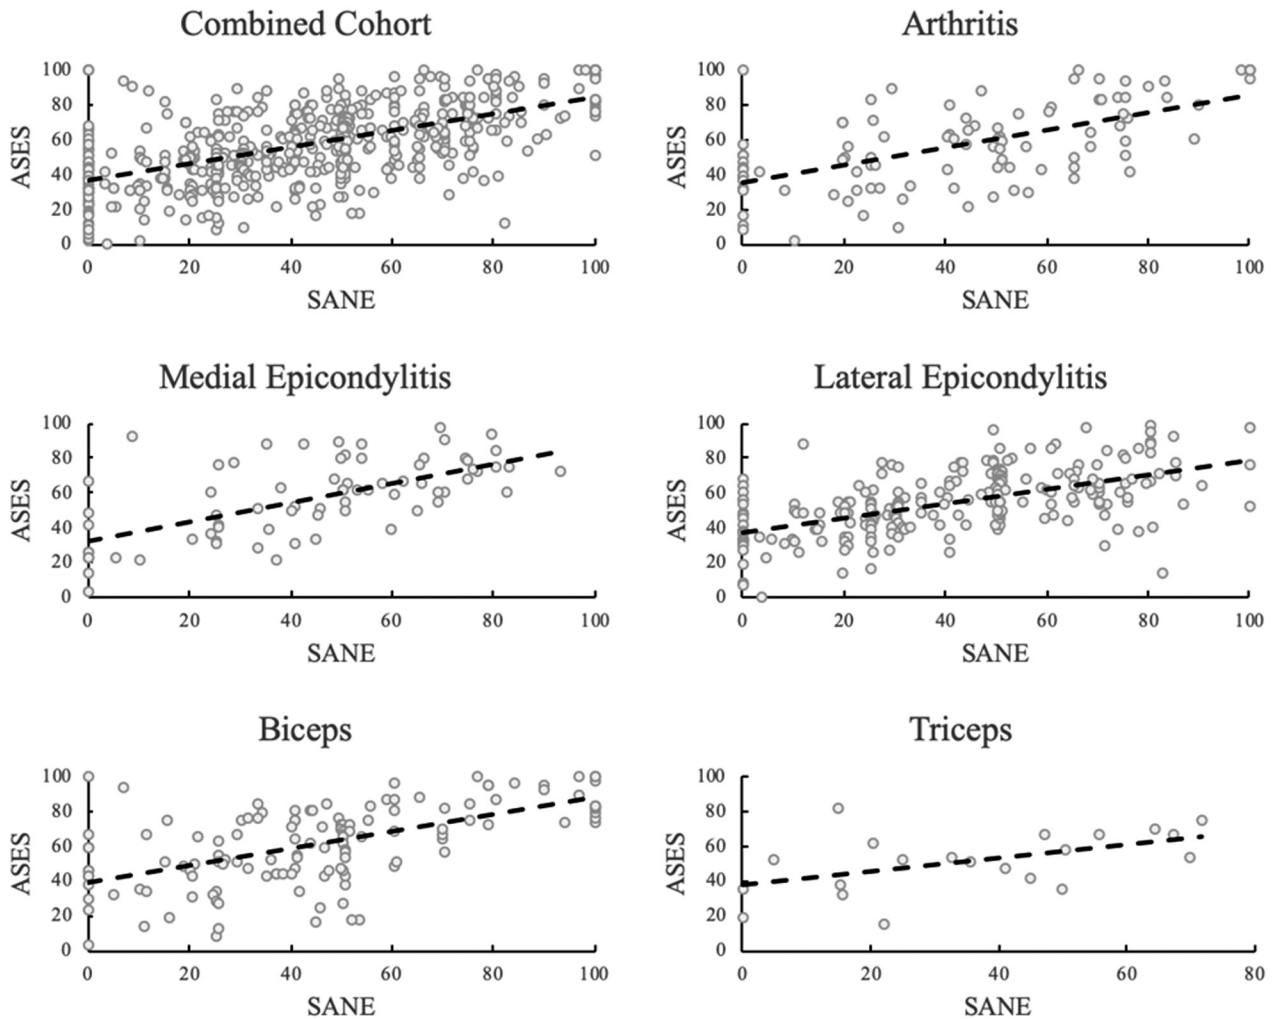 Combined Cohort
ASES
100
80
60
40
20
0
0 20 40 60 80 100
SANE
Arthritis
ASES
100
80
60
40
20
0
0 20 40 60 80 100
SANE
Medial Epicondylitis
ASES
100
80
60
40
20
0
0 20 40 60 80 100
SANE
Lateral Epicondylitis
ASES
100
80
60
40
20
0
0 20 40 60 80 100
SANE
Biceps
ASES
100
80
60
40
20
0
0 20 40 60 80 100
SANE
Triceps
ASES
100
80
60
40
20
0
0 20 40 60 80
SANE